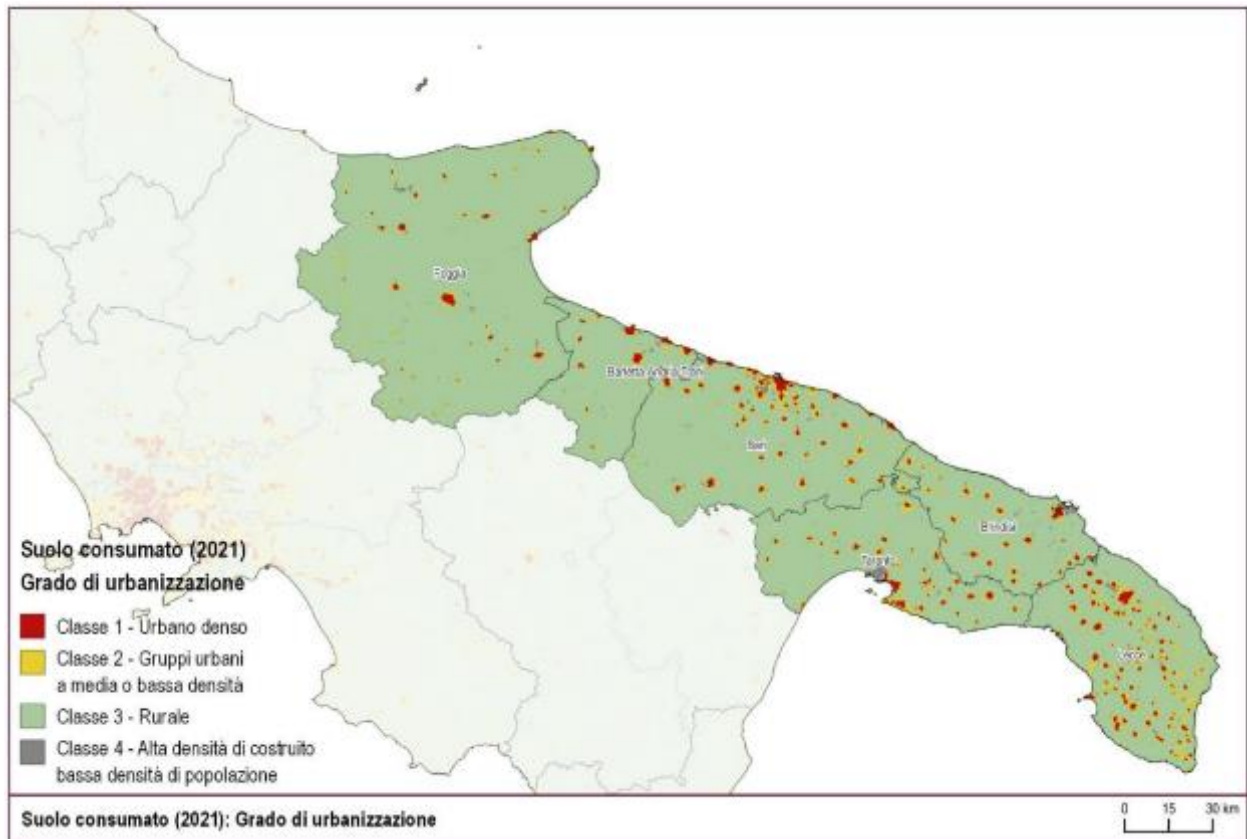 Foggia
Barletta Andria Trani
Bari
Brindisi
Taranto
Lecce
Suolo consumato (2021)
Grado di urbanizzazione
Classe 1 - Urbano denso
Classe 2 - Gruppi urbani
a media o bassa densità
Classe 3 - Rurale
Classe 4 - Alta densità di costruito
bassa densità di popolazione
Suolo consumato (2021): Grado di urbanizzazione
0 15 30 km